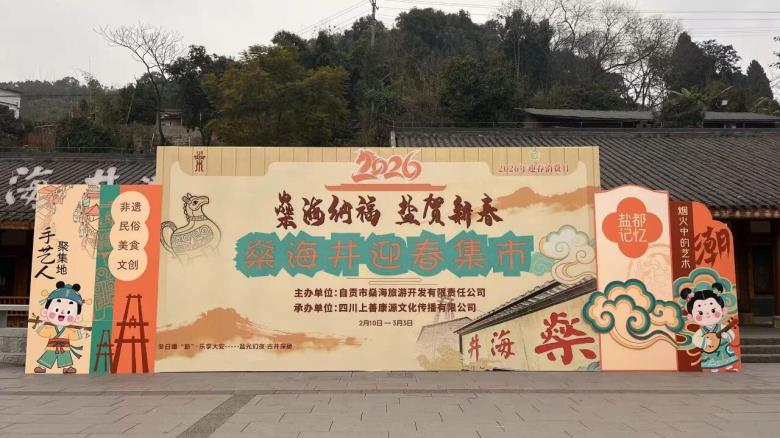 2026
2026年迎春消费月
燊海纳福 盐贺新春
燊海井迎春集市
主办单位:自贡市燊海旅游开发有限责任公司
承办单位:四川上善康源文化传播有限公司
2月10日—3月3日
井海燊
手艺人
聚集地
非遗
民俗
美食
文创
盐都
记忆
烟火中的艺术
潮
海井